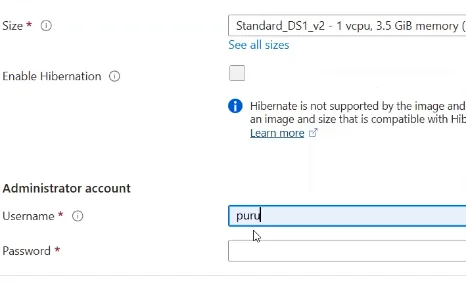 Size *
Standard_DS1_v2 - 1 vcpu, 3.5 GiB memory (
See all sizes
Enable Hibernation
Hibernate is not supported by the image and
an image and size that is compatible with Hib
Learn more
Administrator account
Username *
puru
Password *